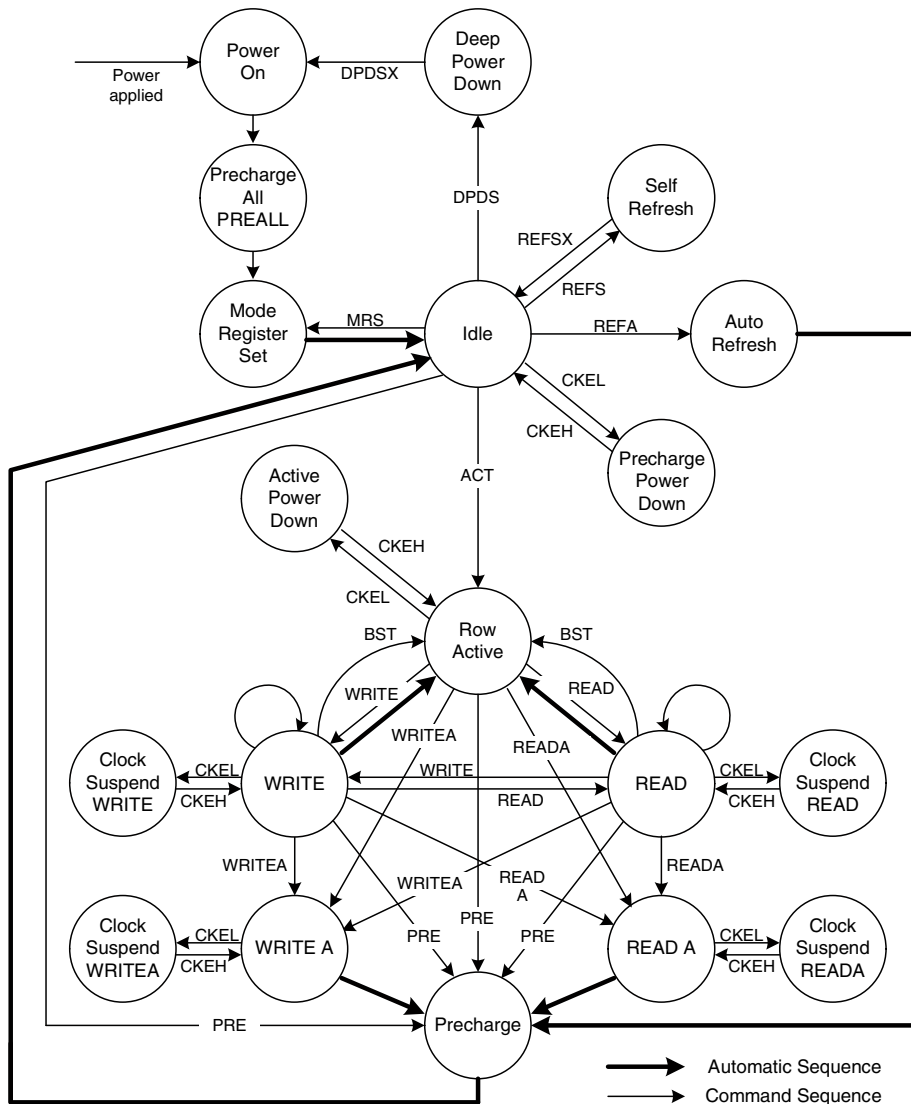 Power
On
Deep
Power
Down
Power
applied
DPDSX
Precharge
All
PREALL
DPDS
Self
Refresh
REFSX
REFS
Mode
Register
Set
MRS
Idle
REFA
Auto
Refresh
CKEL
CKEH
Precharge
Power
Down
ACT
Active
Power
Down
CKEH
CKEL
Row
Active
BST
BST
WRITE
READ
WRITEA
READA
Clock
Suspend
WRITE
CKEL
CKEH
WRITE
WRITE
READ
READ
CKEL
CKEH
Clock
Suspend
READ
WRITEA
WRITEA
READ
A
READA
Clock
Suspend
WRITEA
CKEL
CKEH
WRITE A
PRE
PRE
PRE
READ A
CKEL
CKEH
Clock
Suspend
READA
PRE
Precharge
Automatic Sequence
Command Sequence